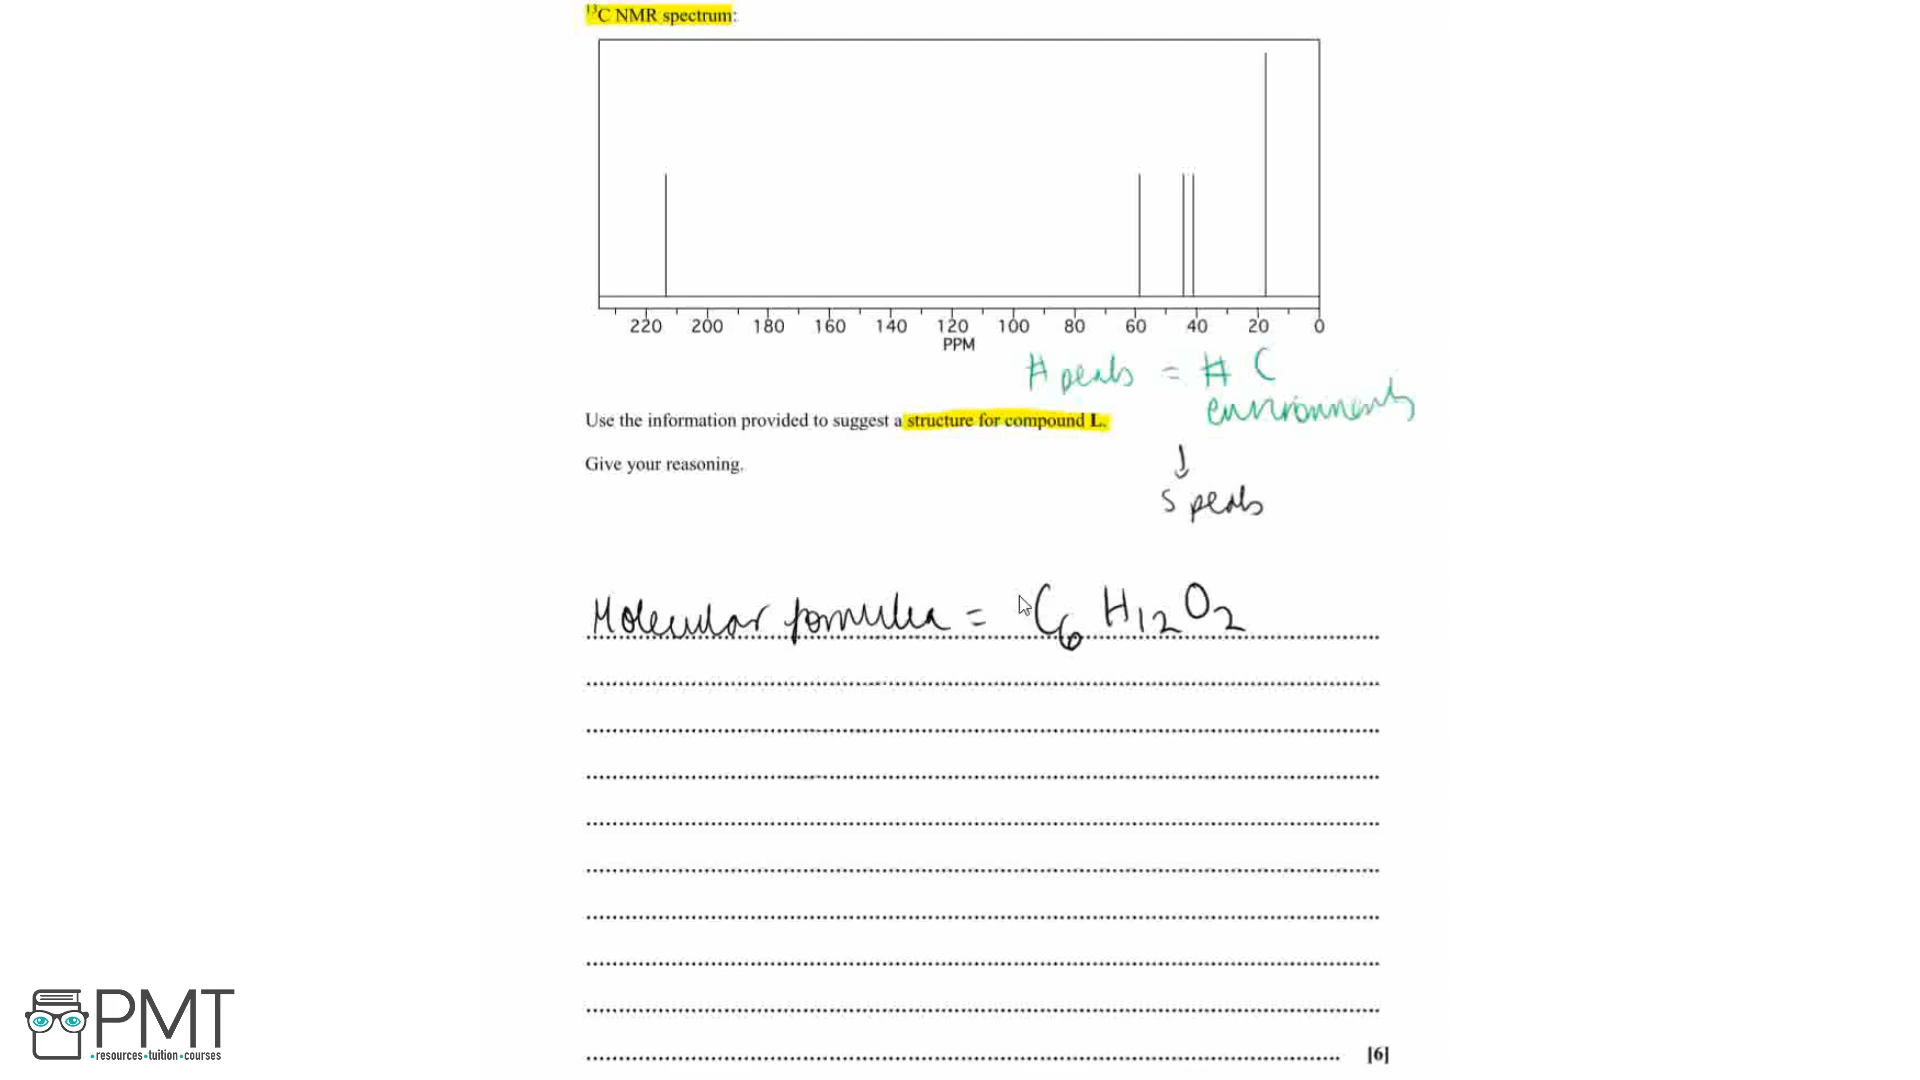 ¹³C NMR spectrum:
220 200 180 160 140 120 100 80 60 40 20 0
PPM
# peaks = # C
environments
Use the information provided to suggest a structure for compound L.
Give your reasoning.
5 peaks
Molecular formula = C₆H₁₂O₂
[6]
PMT
resources•tuition•courses